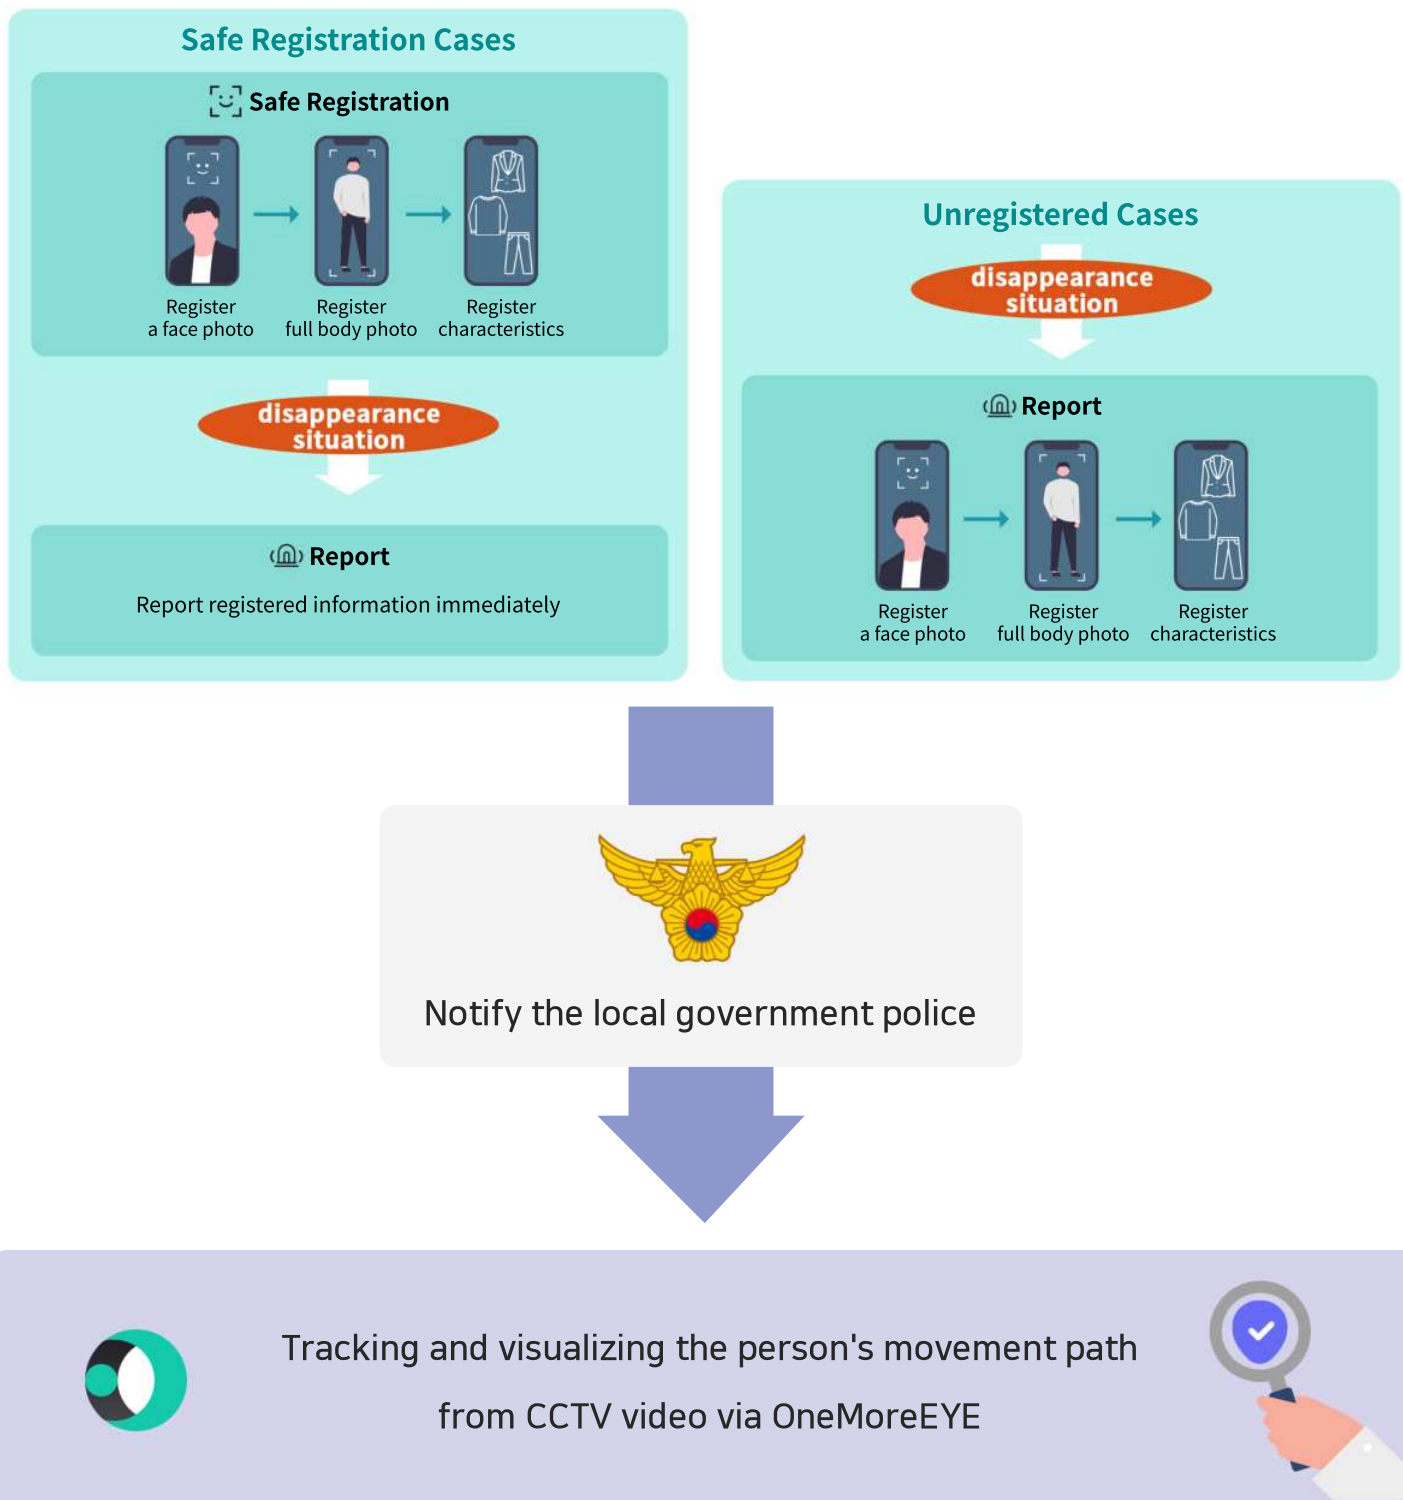 Safe Registration Cases
Safe Registration
Register
a face photo
Register
full body photo
Register
characteristics
disappearance
situation
Report
Report registered information immediately
Unregistered Cases
disappearance
situation
Report
Register
a face photo
Register
full body photo
Register
characteristics
Notify the local government police
Tracking and visualizing the person's movement path
from CCTV video via OneMoreEYE